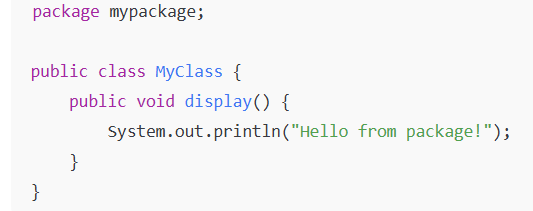 package mypackage;
public class MyClass {
public void display() {
System.out.println("Hello from package!");
}
}